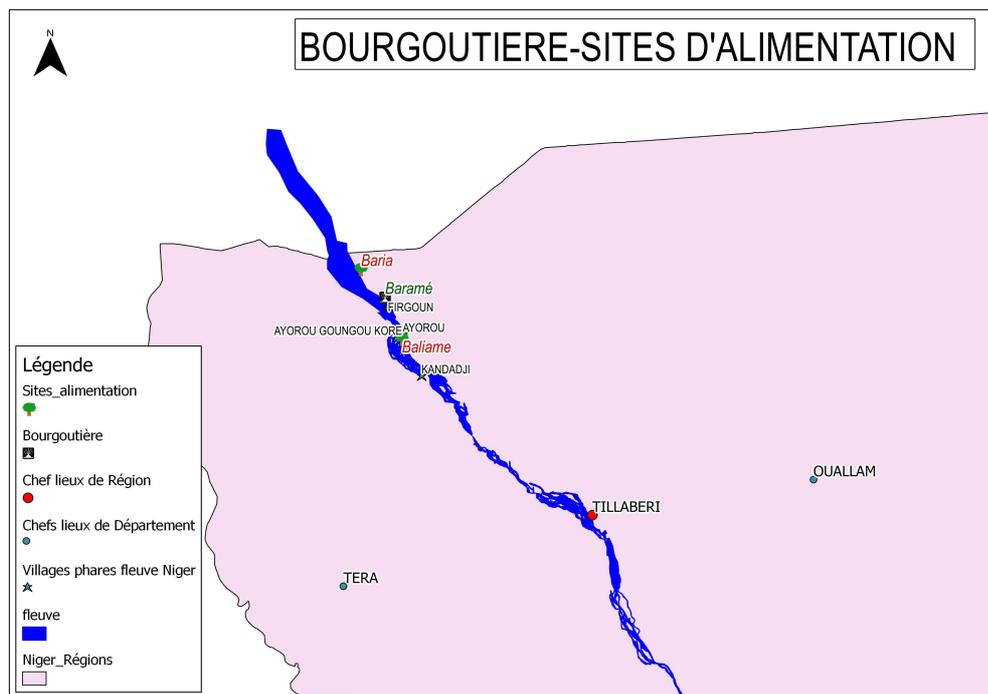 N
BOURGOUTIERE-SITES D'ALIMENTATION
Baria
Baramé
FIRGOUN
AYOROU GOUNGOU KORE
AYOROU
Baliame
KANDADJI
OUALLAM
TILLABERI
TERA
Légende
Sites_alimentation
Bourgoutière
Chef lieux de Région
Chefs lieux de Département
Villages phares fleuve Niger
fleuve
Niger_Régions